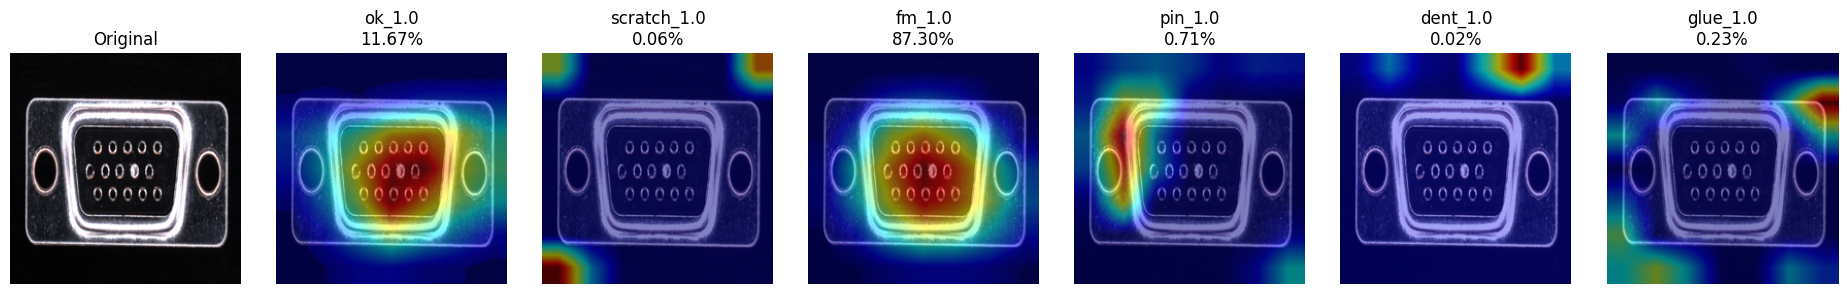 Original
ok_1.0
11.67%
scratch_1.0
0.06%
fm_1.0
87.30%
pin_1.0
0.71%
dent_1.0
0.02%
glue_1.0
0.23%